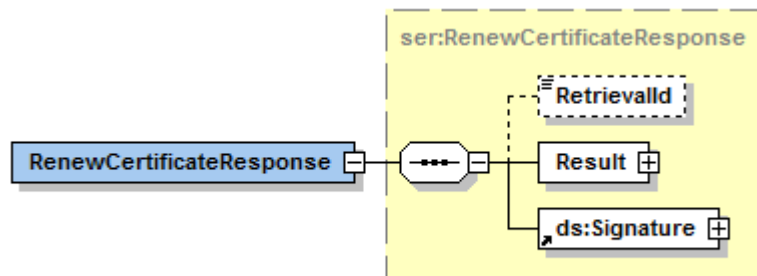 ser:RenewCertificateResponse
RetrievalId
RenewCertificateResponse
Result
ds:Signature